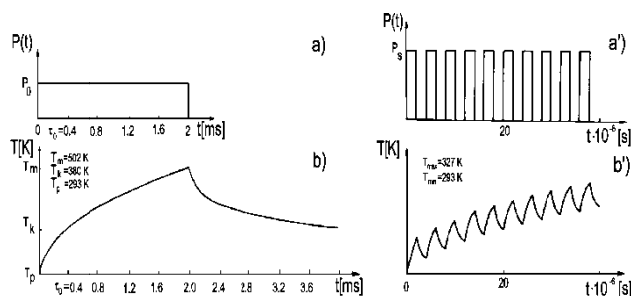 P(t)
a)
P₀
0
τ₀=0.4
0.8
1.2
1.6
2
t[ms]
P(t)
a')
Pₛ
20
t·10⁻⁶ [s]
T[K]
b)
Tₘ
Tₘ=502 K
Tₖ=380 K
Tₚ=293 K
Tₖ
Tₚ
τ₀=0.4
0.8
1.2
1.6
2.0
2.4
2.8
3.2
3.6
t[ms]
T[K]
b')
Tmax=327 K
Tmin=293 K
0
20
t·10⁻⁶ [s]